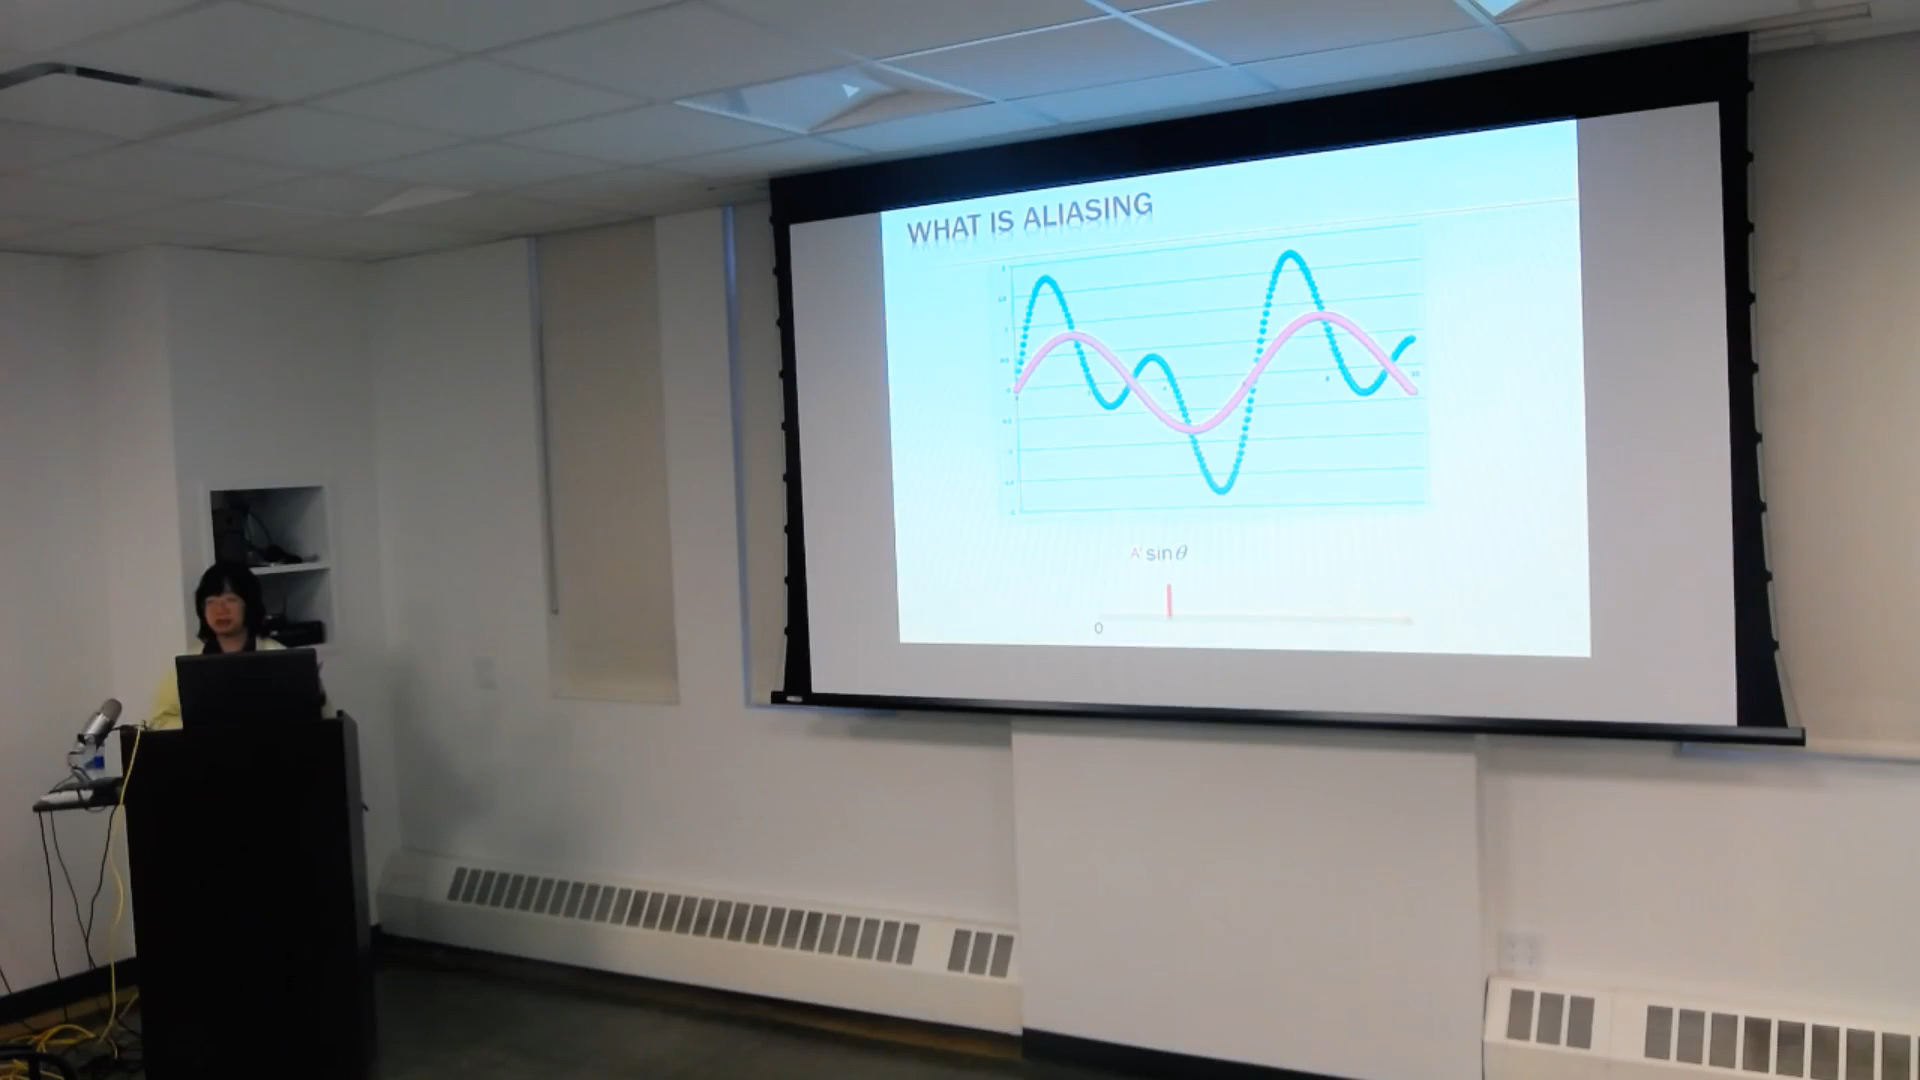 WHAT IS ALIASING
A' sin θ
0